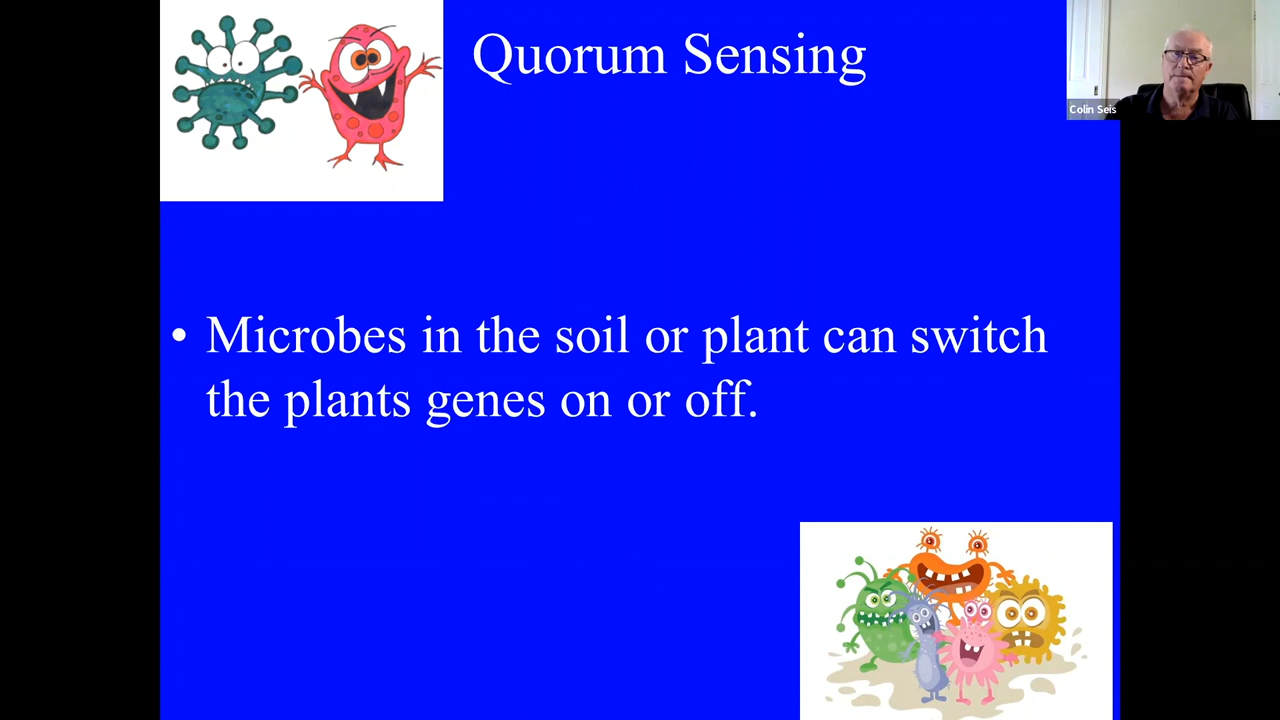 Quorum Sensing
Colin Seis
• Microbes in the soil or plant can switch
the plants genes on or off.